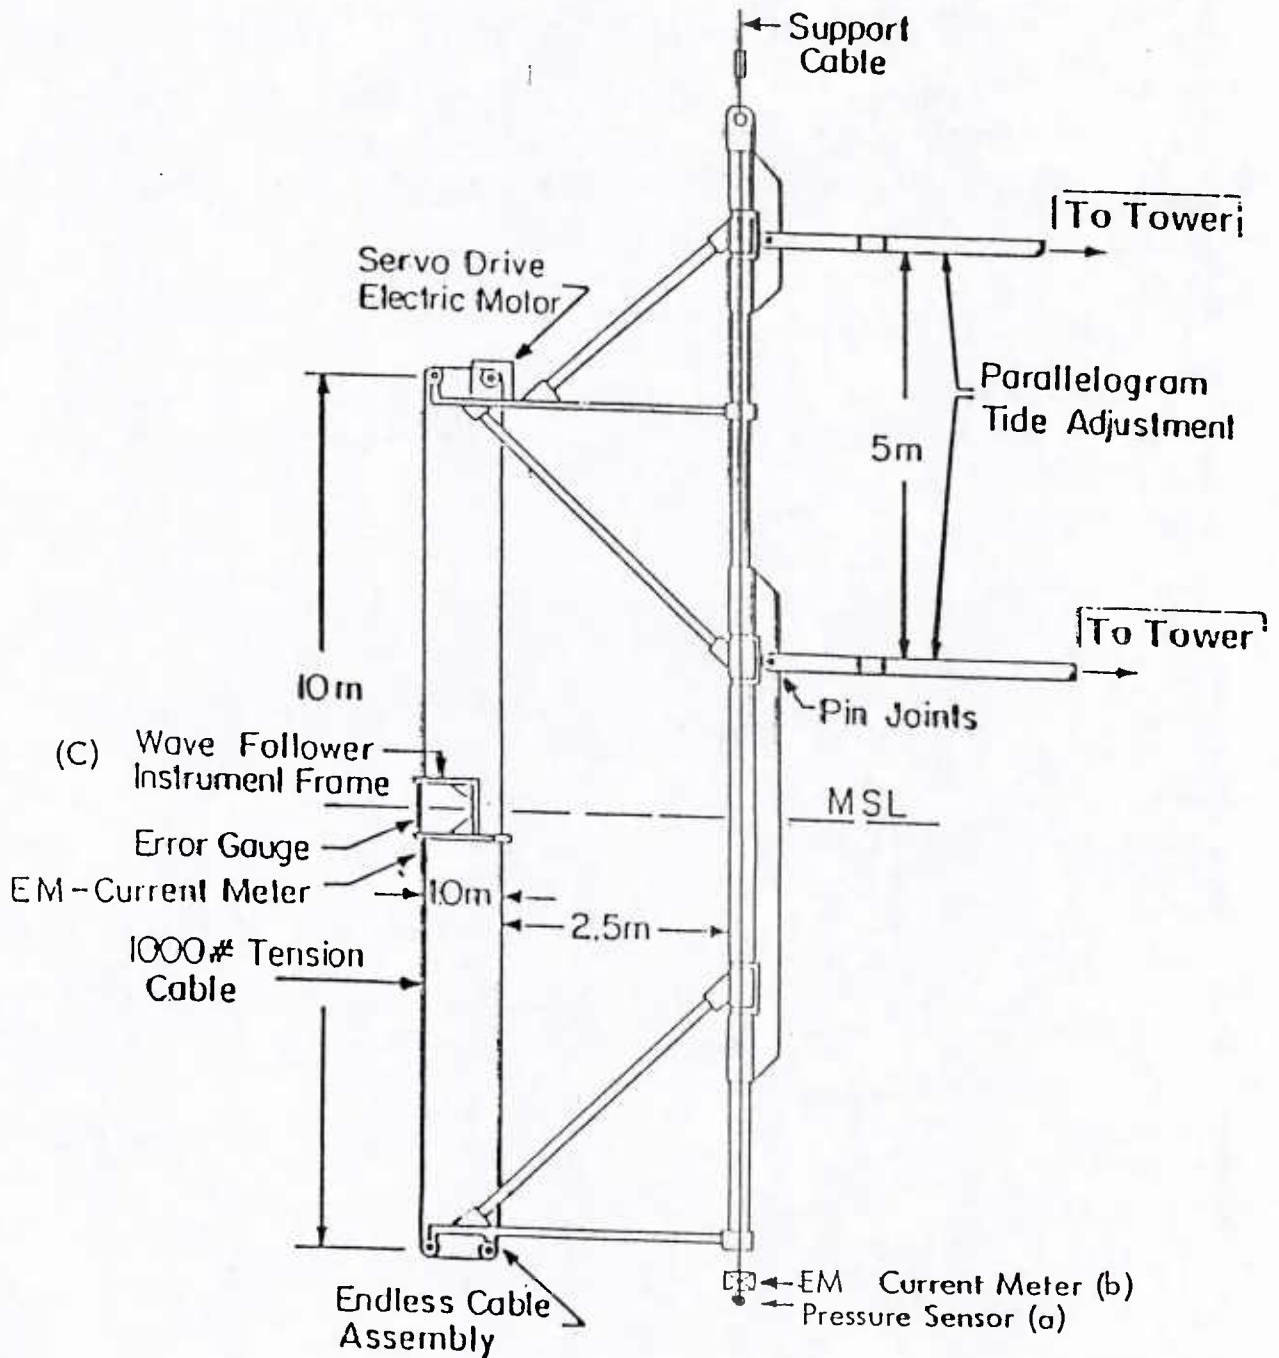 Support
Cable
To Tower
Servo Drive
Electric Motor
Parallelogram
Tide Adjustment
5m
To Tower
10m
Pin Joints
(C) Wave Follower
Instrument Frame
MSL
Error Gauge
EM-Current Meter
1.0m
2.5m
1000# Tension
Cable
EM Current Meter (b)
Pressure Sensor (a)
Endless Cable
Assembly